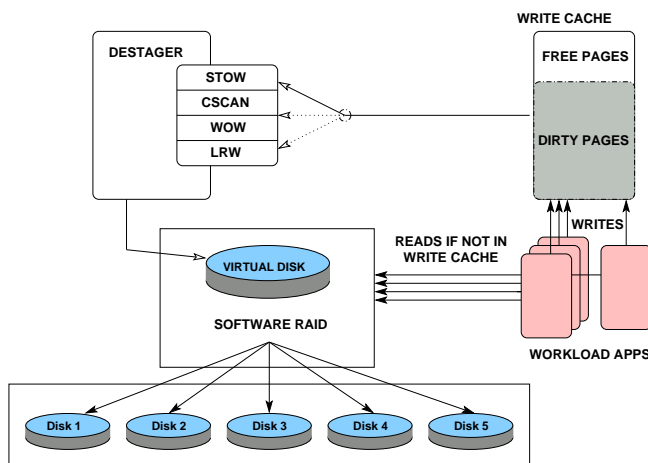 WRITE CACHE
DESTAGER
FREE PAGES
STOW
CSCAN
WOW
LRW
DIRTY PAGES
WRITES
READS IF NOT IN
WRITE CACHE
VIRTUAL DISK
SOFTWARE RAID
WORKLOAD APPS
Disk 1
Disk 2
Disk 3
Disk 4
Disk 5